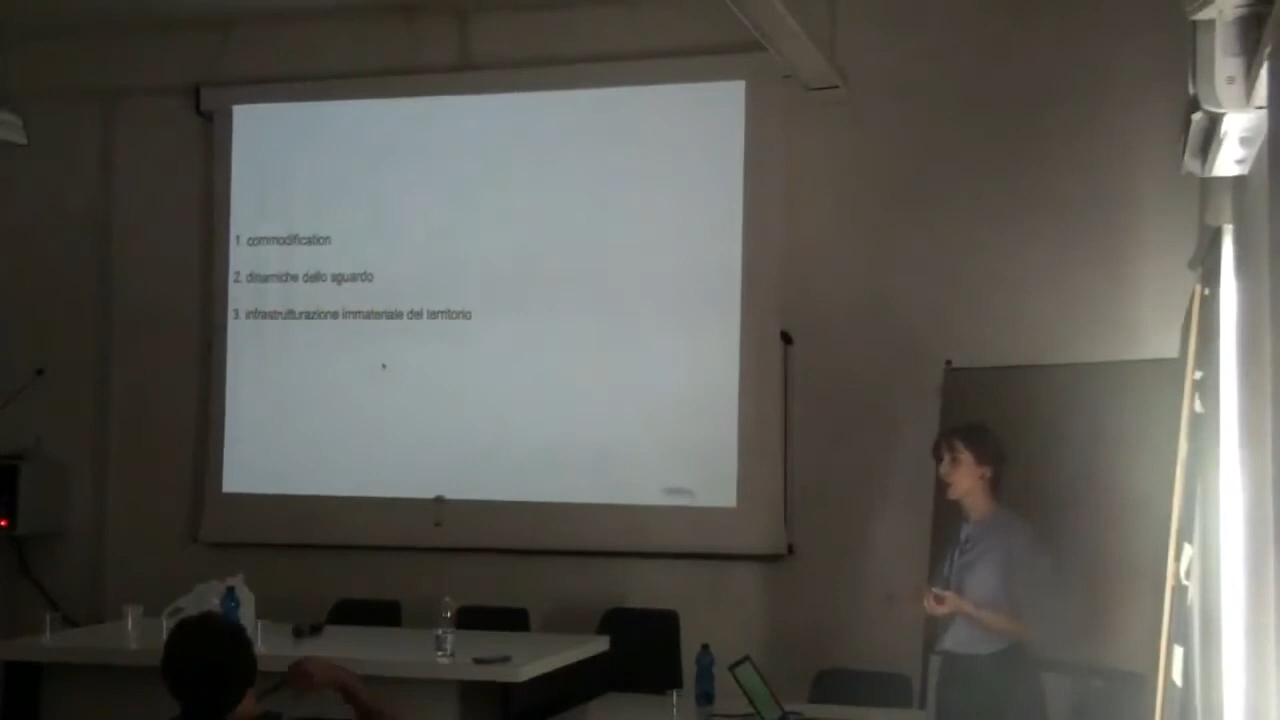 1. commodification
2. dinamiche dello sguardo
3. infrastrutturazione immateriale del territorio